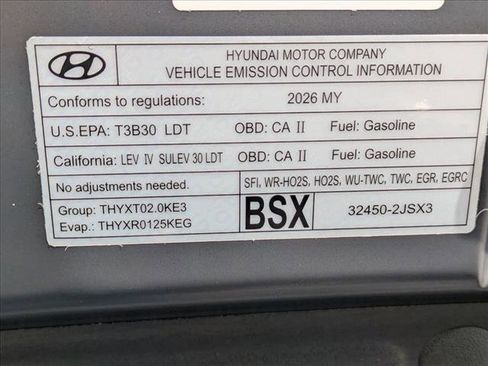 HYUNDAI MOTOR COMPANY
VEHICLE EMISSION CONTROL INFORMATION
Conforms to regulations: 2026 MY
U.S.EPA: T3B30 LDT OBD: CA II Fuel: Gasoline
California: LEV IV SULEV 30 LDT OBD: CA II Fuel: Gasoline
No adjustments needed. SFI, WR-HO2S, HO2S, WU-TWC, TWC, EGR, EGRC
Group: THYXT02.0KE3 BSX 32450-2JSX3
Evap.: THYXR0125KEG